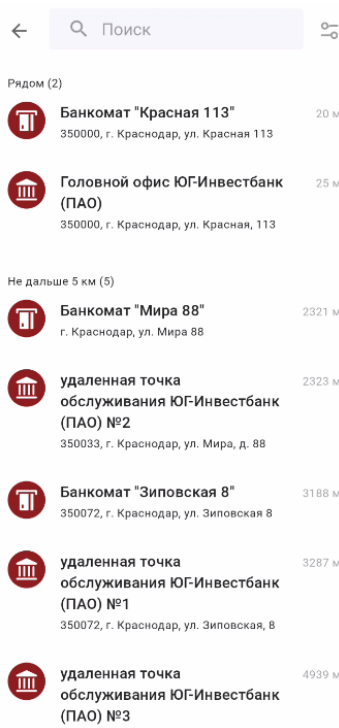 Поиск
Рядом (2)
Банкомат "Красная 113"
20 м
350000, г. Краснодар, ул. Красная 113
Головной офис ЮГ-Инвестбанк
25 м
(ПАО)
350000, г. Краснодар, ул. Красная, 113
Не дальше 5 км (5)
Банкомат "Мира 88"
2321 м
г. Краснодар, ул. Мира 88
удаленная точка
2323 м
обслуживания ЮГ-Инвестбанк
(ПАО) №2
350033, г. Краснодар, ул. Мира, д. 88
Банкомат "Зиповская 8"
3188 м
350072, г. Краснодар, ул. Зиповская 8
удаленная точка
3287 м
обслуживания ЮГ-Инвестбанк
(ПАО) №1
350072, г. Краснодар, ул. Зиповская, 8
удаленная точка
4939 м
обслуживания ЮГ-Инвестбанк
(ПАО) №3